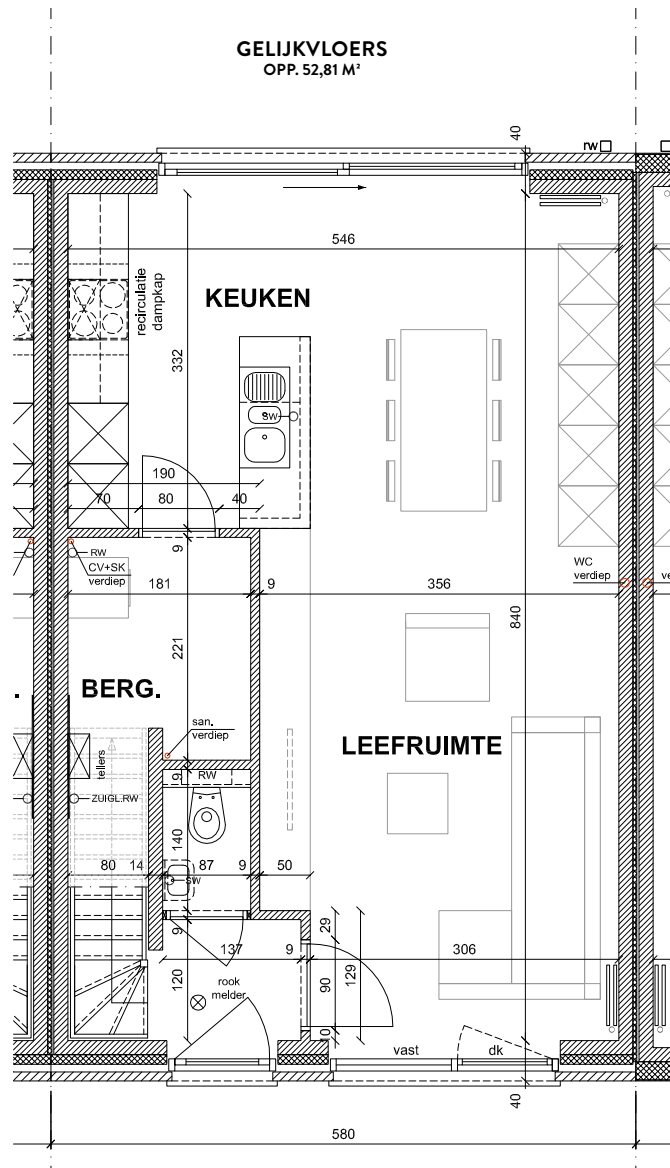 GELIJKVLOERS
OPP. 52,81 M²
40
rw
546
recirculatie
dampkap
KEUKEN
332
SW
190
70 80 40
9
RW
CV+SK
verdiep
WC
verdiep
ve
181 9 356
840
221
. BERG.
san.
verdiep
LEEFRUIMTE
tellers
9
RW
ZUIGL.RW
140
80 14 87 9 50
SW
9
29
137 9 306
129
90
120
rook
melder
10
vast dk
40
580